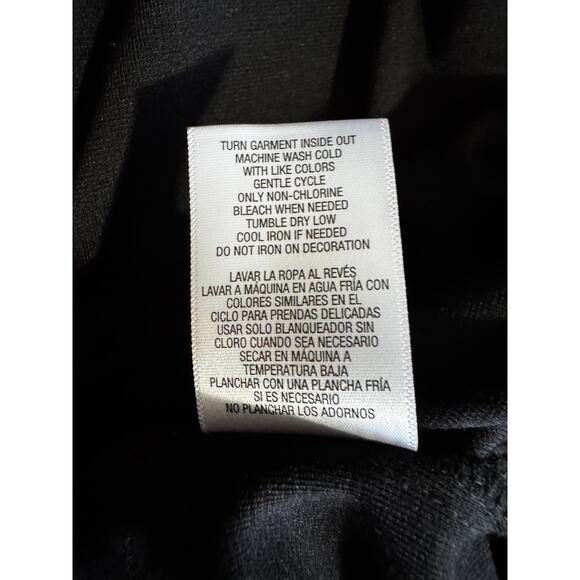 TURN GARMENT INSIDE OUT
MACHINE WASH COLD
WITH LIKE COLORS
GENTLE CYCLE
ONLY NON-CHLORINE
BLEACH WHEN NEEDED
TUMBLE DRY LOW
COOL IRON IF NEEDED
DO NOT IRON ON DECORATION
LAVAR LA ROPA AL REVÉS
LAVAR A MÁQUINA EN AGUA FRÍA CON
COLORES SIMILARES EN EL
CICLO PARA PRENDAS DELICADAS
USAR SOLO BLANQUEADOR SIN
CLORO CUANDO SEA NECESARIO
SECAR EN MÁQUINA A
TEMPERATURA BAJA
PLANCHAR CON UNA PLANCHA FRÍA
SI ES NECESARIO
NO PLANCHAR LOS ADORNOS